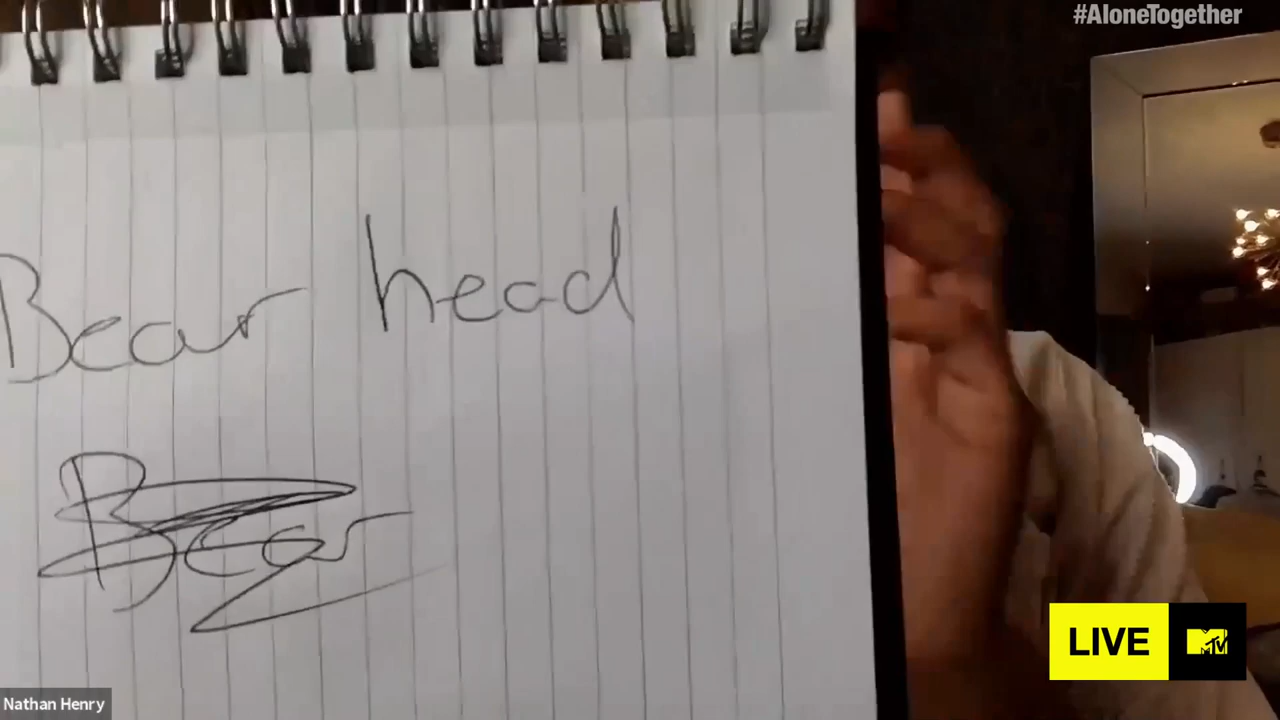 #AloneTogether
Bear head
Bear
LIVE MTV
Nathan Henry